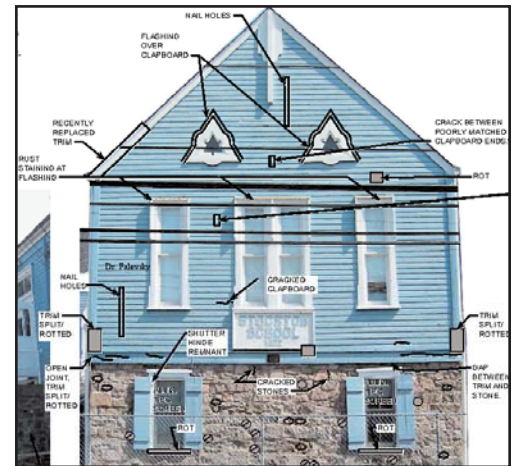 NAIL HOLES
FLASHING
OVER
CLAPBOARD
RECENTLY
REPLACED
TRIM
CRACK BETWEEN
POORLY MATCHED
CLAPBOARD ENDS.
RUST
STAINING AT
FLASHING
ROT
Dr. Palevsky
NAIL
HOLES
CRACKED
CLAPBOARD
TRIM
SPLIT/
ROTTED
SCHOOL
SHUTTER
HINGE
REMNANT
TRIM
SPLIT/
ROTTED
OPEN
JOINT,
TRIM
SPLIT/
ROTTED
CRACKED
STONES
GAP
BETWEEN
TRIM AND
STONE.
ROT
ROT